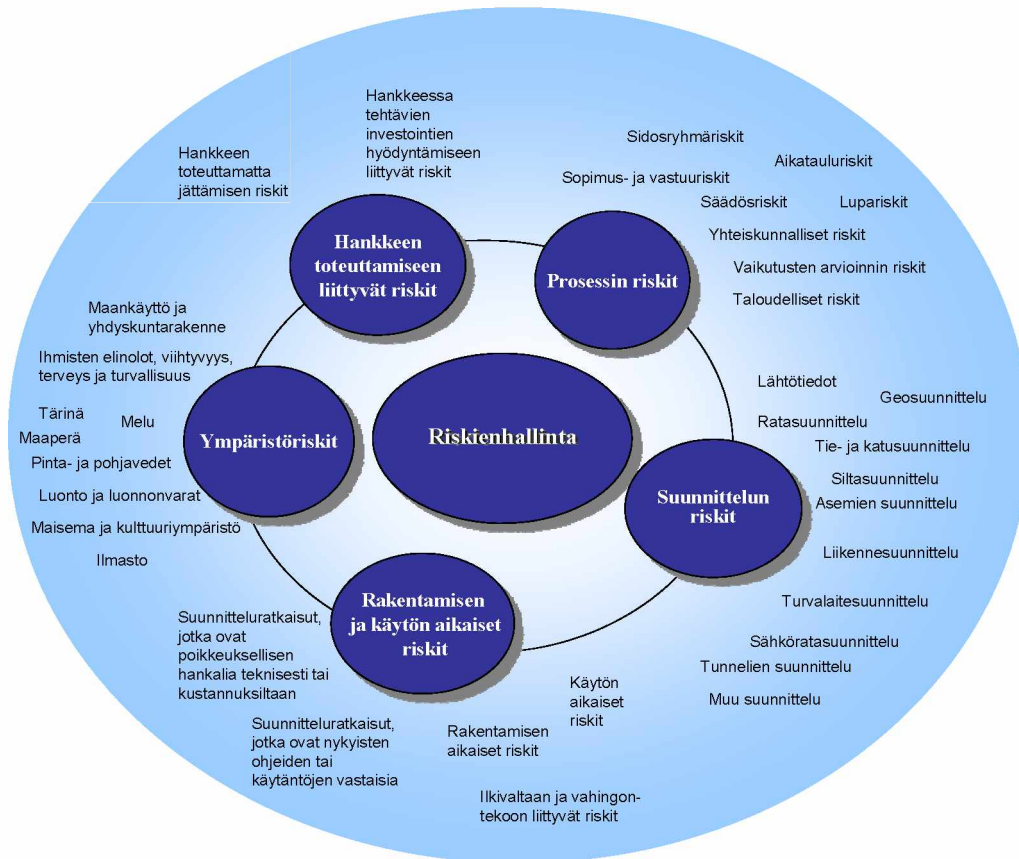 Hankkeessa
tehtävien
investointien
hyödyntämiseen
liittyvät riskit
Hankkeen
toteuttamatta
jättämisen riskit
Sidosryhmäriskit
Aikatauluriskit
Sopimus- ja vastuuriskit
Säädösriskit
Lupariskit
Yhteiskunnalliset riskit
Vaikutusten arvioinnin riskit
Taloudelliset riskit
Hankkeen
toteuttamiseen
liittyvät riskit
Prosessin riskit
Maankäyttö ja
yhdyskuntarakenne
Ihmisten elinolot, viihtyvyys,
terveys ja turvallisuus
Tärinä
Melu
Maaperä
Pinta- ja pohjavedet
Luonto ja luonnonvarat
Maisema ja kulttuuriympäristö
Ilmasto
Ympäristöriskit
Riskienhallinta
Suunnittelun
riskit
Lähtötiedot
Geosuunnittelu
Ratasuunnittelu
Tie- ja katusuunnittelu
Siltasuunnittelu
Asemien suunnittelu
Liikennesuunnittelu
Turvalaitesuunnittelu
Sähköratasuunnittelu
Tunnelien suunnittelu
Muu suunnittelu
Rakentamisen
ja käytön aikaiset
riskit
Suunnitteluratkaisut,
jotka ovat
poikkeuksellisen
hankalia teknisesti tai
kustannuksiltaan
Suunnitteluratkaisut,
jotka ovat nykyisten
ohjeiden tai
käytäntöjen vastaisia
Rakentamisen
aikaiset riskit
Käytön
aikaiset
riskit
Ilkivaltaan ja vahingon-
tekoon liittyvät riskit